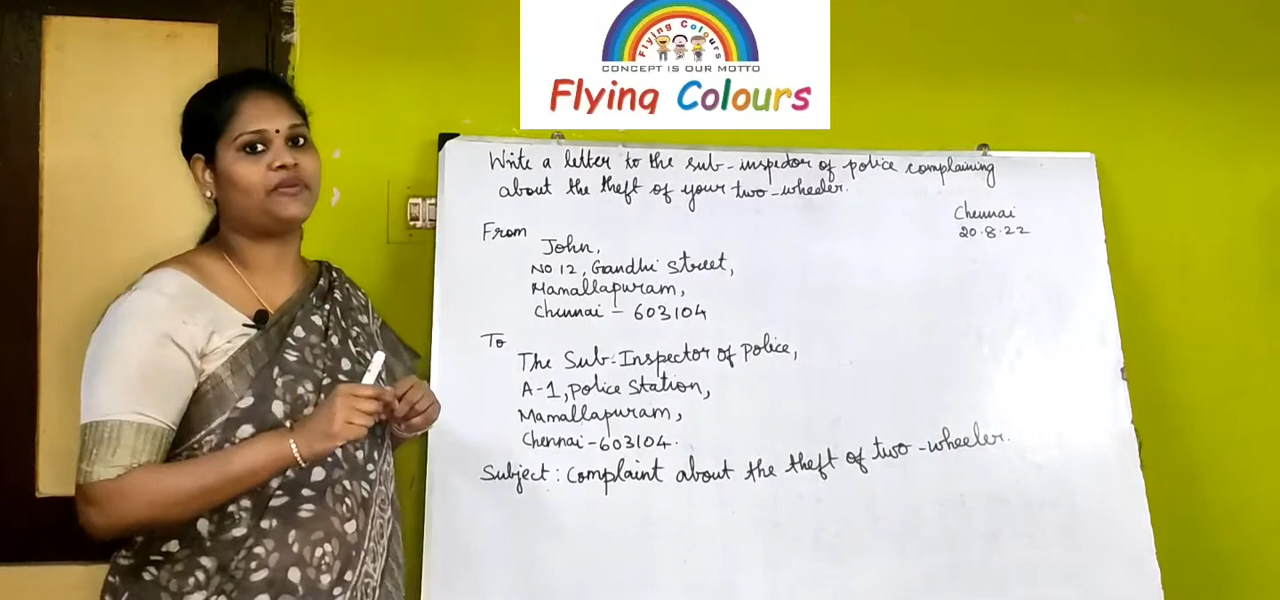 Flying Colours
CONCEPT IS OUR MOTTO
Flying Colours
Write a letter to the sub-inspector of police complaining
about the theft of your two-wheeler.
Chennai
20.8.22
From
John,
No 12, Gandhi Street,
Mamallapuram,
Chennai - 603104
To
The Sub-Inspector of Police,
A-1, Police Station,
Mamallapuram,
Chennai-603104.
Subject: Complaint about the theft of two-wheeler.